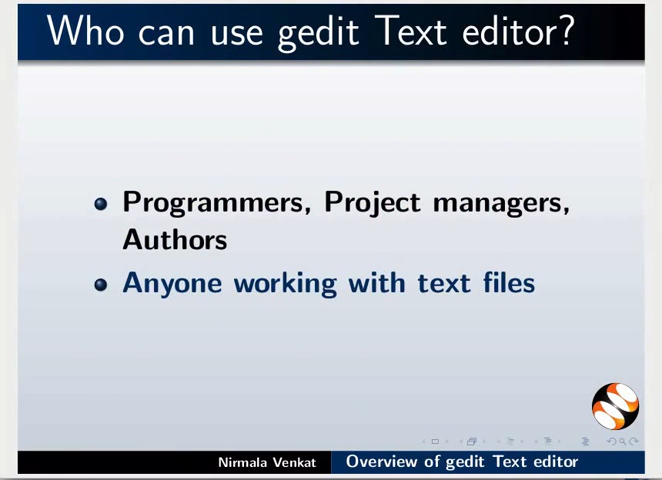 Who can use gedit Text editor?
Programmers, Project managers,
Authors
Anyone working with text files
Nirmala Venkat
Overview of gedit Text editor